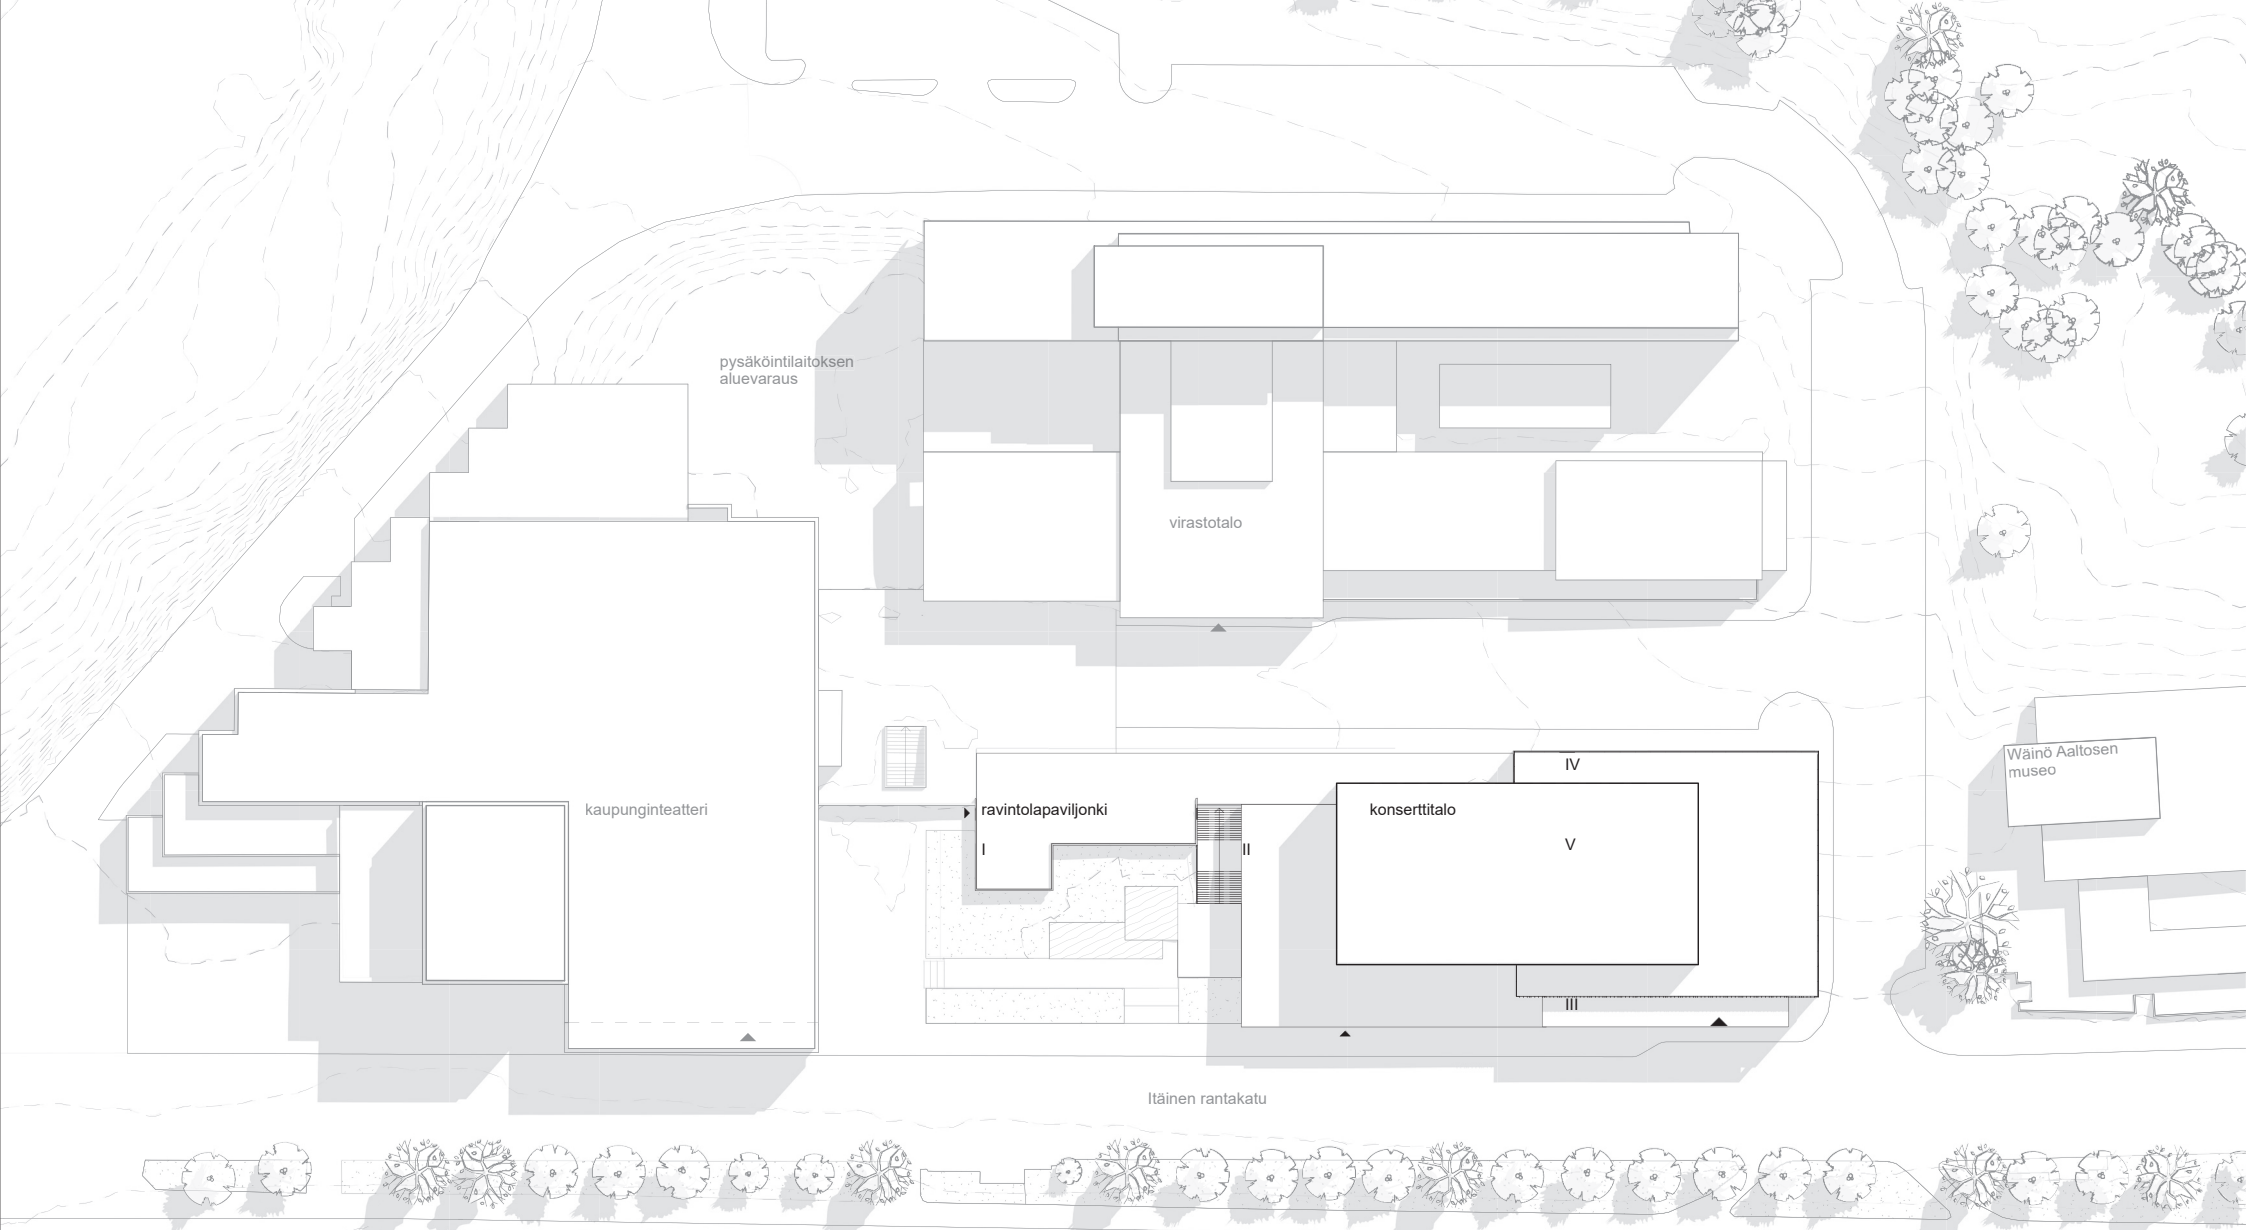 pysäköintilaitoksen
aluevaraus
virastotalo
Wäinö Aaltosen
museo
IV
kaupunginteatteri
ravintolapaviljonki
konserttitalo
I
II
V
III
Itäinen rantakatu